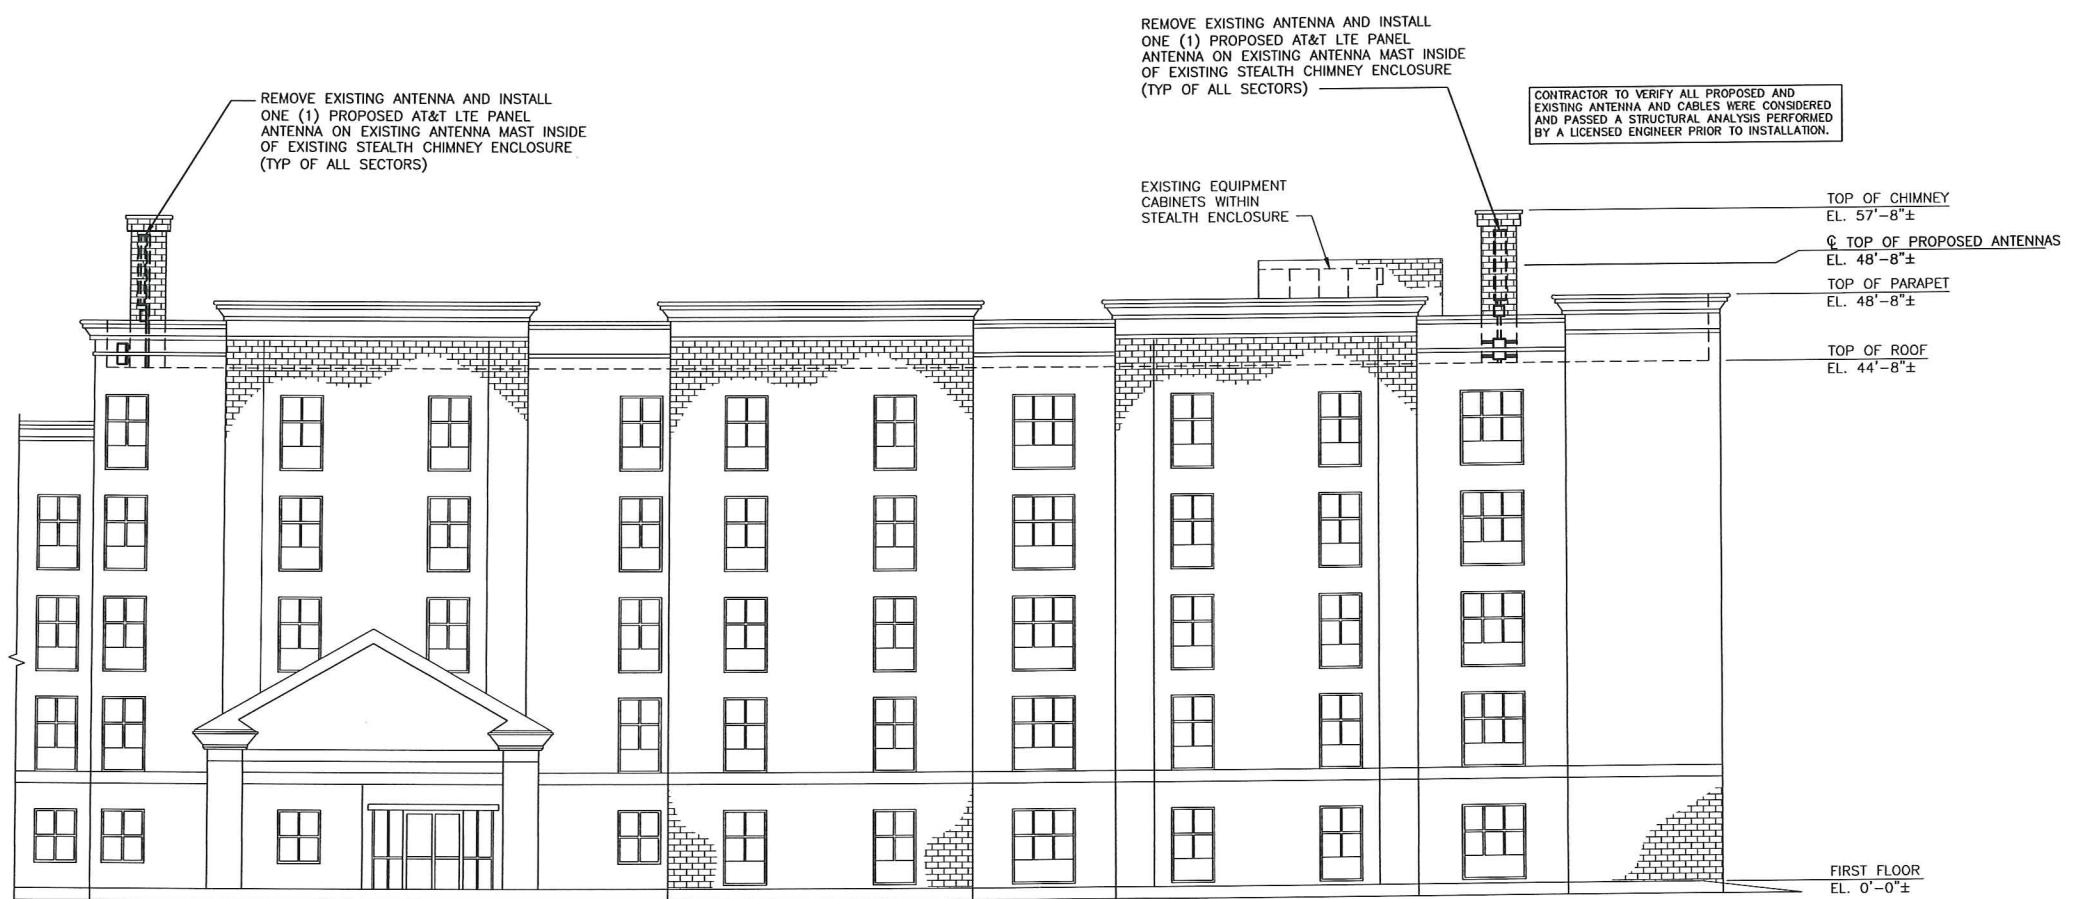 REMOVE EXISTING ANTENNA AND INSTALL
ONE (1) PROPOSED AT&T LTE PANEL
ANTENNA ON EXISTING ANTENNA MAST INSIDE
OF EXISTING STEALTH CHIMNEY ENCLOSURE
(TYP OF ALL SECTORS)
REMOVE EXISTING ANTENNA AND INSTALL
ONE (1) PROPOSED AT&T LTE PANEL
ANTENNA ON EXISTING ANTENNA MAST INSIDE
OF EXISTING STEALTH CHIMNEY ENCLOSURE
(TYP OF ALL SECTORS)
CONTRACTOR TO VERIFY ALL PROPOSED AND
EXISTING ANTENNA AND CABLES WERE CONSIDERED
AND PASSED A STRUCTURAL ANALYSIS PERFORMED
BY A LICENSED ENGINEER PRIOR TO INSTALLATION.
EXISTING EQUIPMENT
CABINETS WITHIN
STEALTH ENCLOSURE
TOP OF CHIMNEY
EL. 57'-8"±
℄ TOP OF PROPOSED ANTENNAS
EL. 48'-8"±
TOP OF PARAPET
EL. 48'-8"±
TOP OF ROOF
EL. 44'-8"±
FIRST FLOOR
EL. 0'-0"±